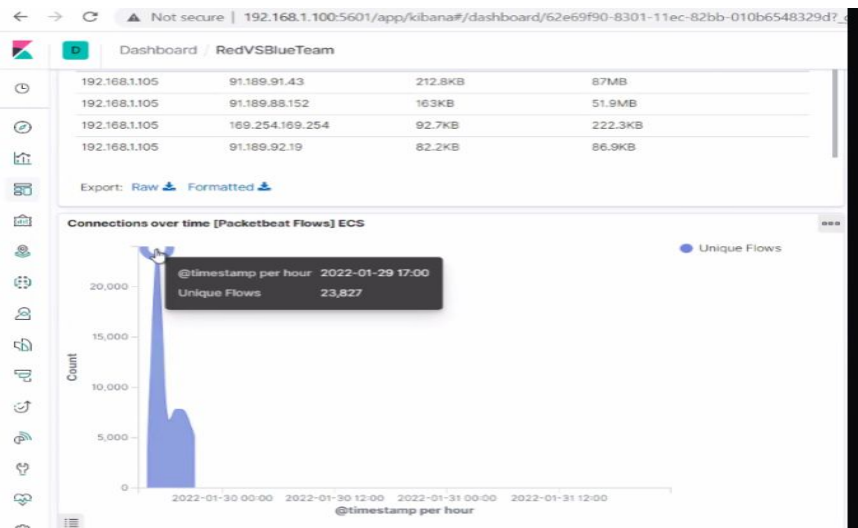 Not secure | 192.168.1.100:5601/app/kibana#/dashboard/62e69f90-8301-11ec-82bb-010b6548329d?_
D Dashboard / RedVSBlueTeam
192.168.1.105 91.189.91.43 212.8KB 87MB
192.168.1.105 91.189.88.152 163KB 51.9MB
192.168.1.105 169.254.169.254 92.7KB 222.3KB
192.168.1.105 91.189.92.19 82.2KB 86.9KB
Export: Raw Formatted
Connections over time [Packetbeat Flows] ECS
Unique Flows
@timestamp per hour 2022-01-29 17:00
Unique Flows 23,827
20,000
15,000
10,000
5,000
0
Count
2022-01-30 00:00 2022-01-30 12:00 2022-01-31 00:00 2022-01-31 12:00
@timestamp per hour